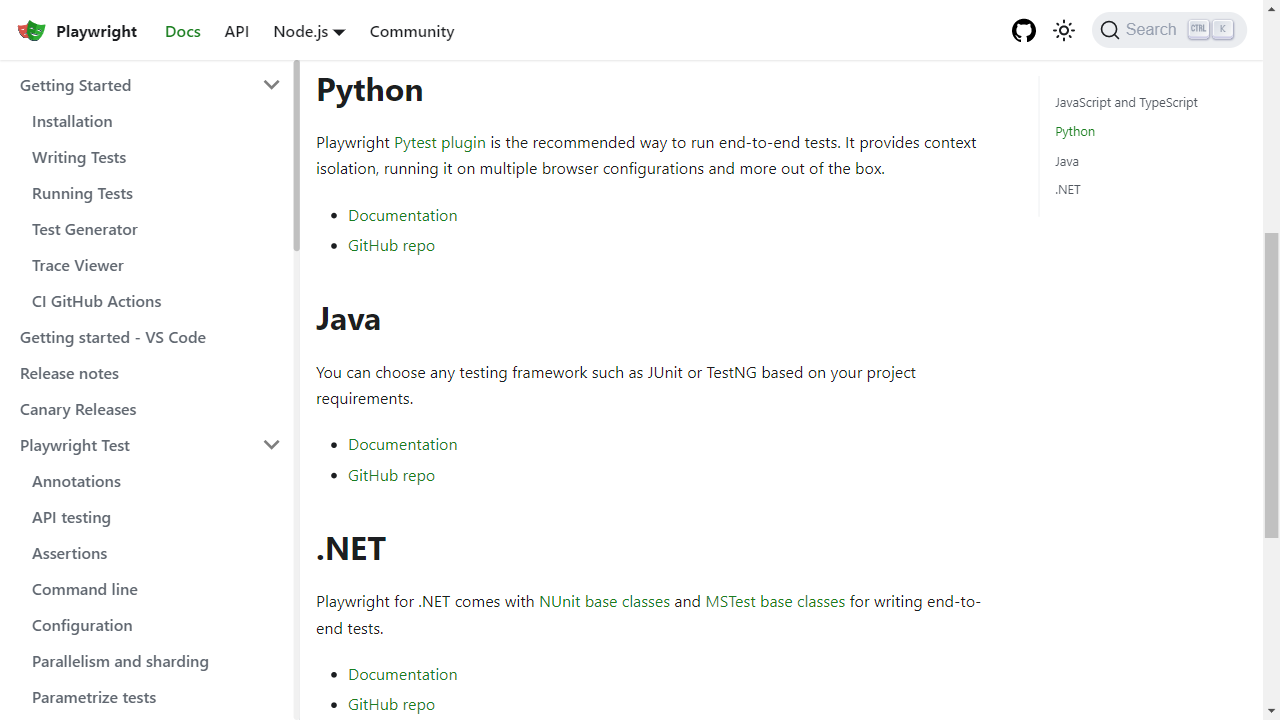 Playwright
Docs
API
Node.js
Community
Search
CTRL
K
Getting Started
Installation
Writing Tests
Running Tests
Test Generator
Trace Viewer
CI GitHub Actions
Getting started - VS Code
Release notes
Canary Releases
Playwright Test
Annotations
API testing
Assertions
Command line
Configuration
Parallelism and sharding
Parametrize tests
Python
Playwright Pytest plugin is the recommended way to run end-to-end tests. It provides context
isolation, running it on multiple browser configurations and more out of the box.
Documentation
GitHub repo
Java
You can choose any testing framework such as JUnit or TestNG based on your project
requirements.
Documentation
GitHub repo
.NET
Playwright for .NET comes with NUnit base classes and MSTest base classes for writing end-to-
end tests.
Documentation
GitHub repo
JavaScript and TypeScript
Python
Java
.NET